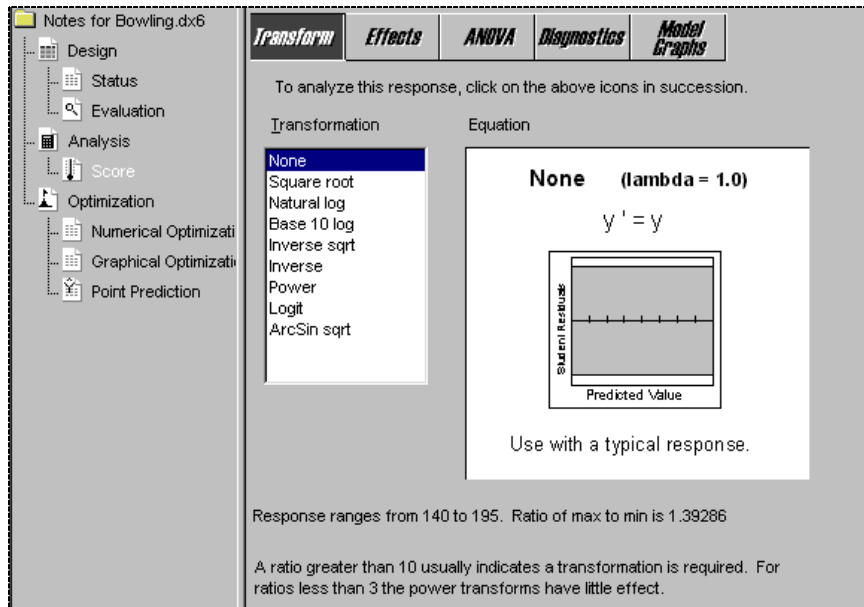 Notes for Bowling.dx6
Design
Status
Evaluation
Analysis
Score
Optimization
Numerical Optimizati
Graphical Optimizati
Point Prediction
Transform Effects ANOVA Diagnostics Model Graphs
To analyze this response, click on the above icons in succession.
Transformation
None
Square root
Natural log
Base 10 log
Inverse sqrt
Inverse
Power
Logit
ArcSin sqrt
Equation
None (lambda = 1.0)
y ' = y
Student Residuals
Predicted Value
Use with a typical response.
Response ranges from 140 to 195. Ratio of max to min is 1.39286
A ratio greater than 10 usually indicates a transformation is required. For
ratios less than 3 the power transforms have little effect.